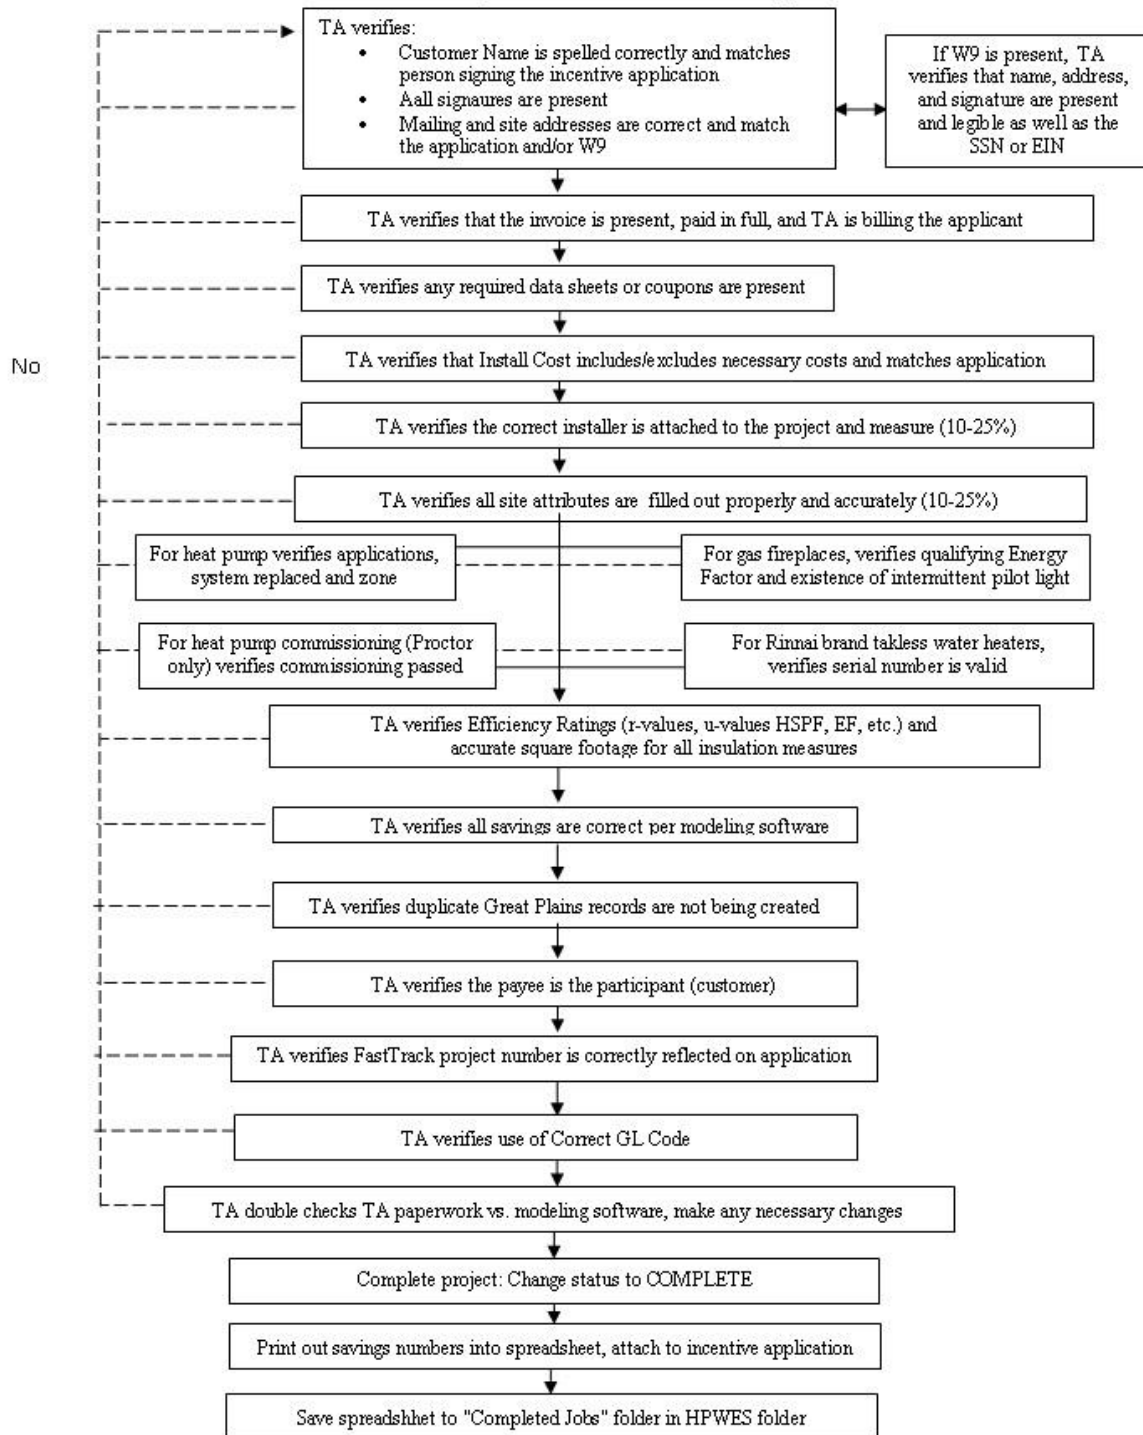 TA verifies:
• Customer Name is spelled correctly and matches
person signing the incentive application
• Aall signaures are present
• Mailing and site addresses are correct and match
the application and/or W9
If W9 is present, TA
verifies that name, address,
and signature are present
and legible as well as the
SSN or EIN
TA verifies that the invoice is present, paid in full, and TA is billing the applicant
TA verifies any required data sheets or coupons are present
No
TA verifies that Install Cost includes/excludes necessary costs and matches application
TA verifies the correct installer is attached to the project and measure (10-25%)
TA verifies all site attributes are filled out properly and accurately (10-25%)
For heat pump verifies applications,
system replaced and zone
For gas fireplaces, verifies qualifying Energy
Factor and existence of intermittent pilot light
For heat pump commissioning (Proctor
only) verifies commissioning passed
For Rinnai brand takless water heaters,
verifies serial number is valid
TA verifies Efficiency Ratings (r-values, u-values HSPF, EF, etc.) and
accurate square footage for all insulation measures
TA verifies all savings are correct per modeling software
TA verifies duplicate Great Plains records are not being created
TA verifies the payee is the participant (customer)
TA verifies FastTrack project number is correctly reflected on application
TA verifies use of Correct GL Code
TA double checks TA paperwork vs. modeling software, make any necessary changes
Complete project: Change status to COMPLETE
Print out savings numbers into spreadsheet, attach to incentive application
Save spreadshhet to "Completed Jobs" folder in HPWES folder